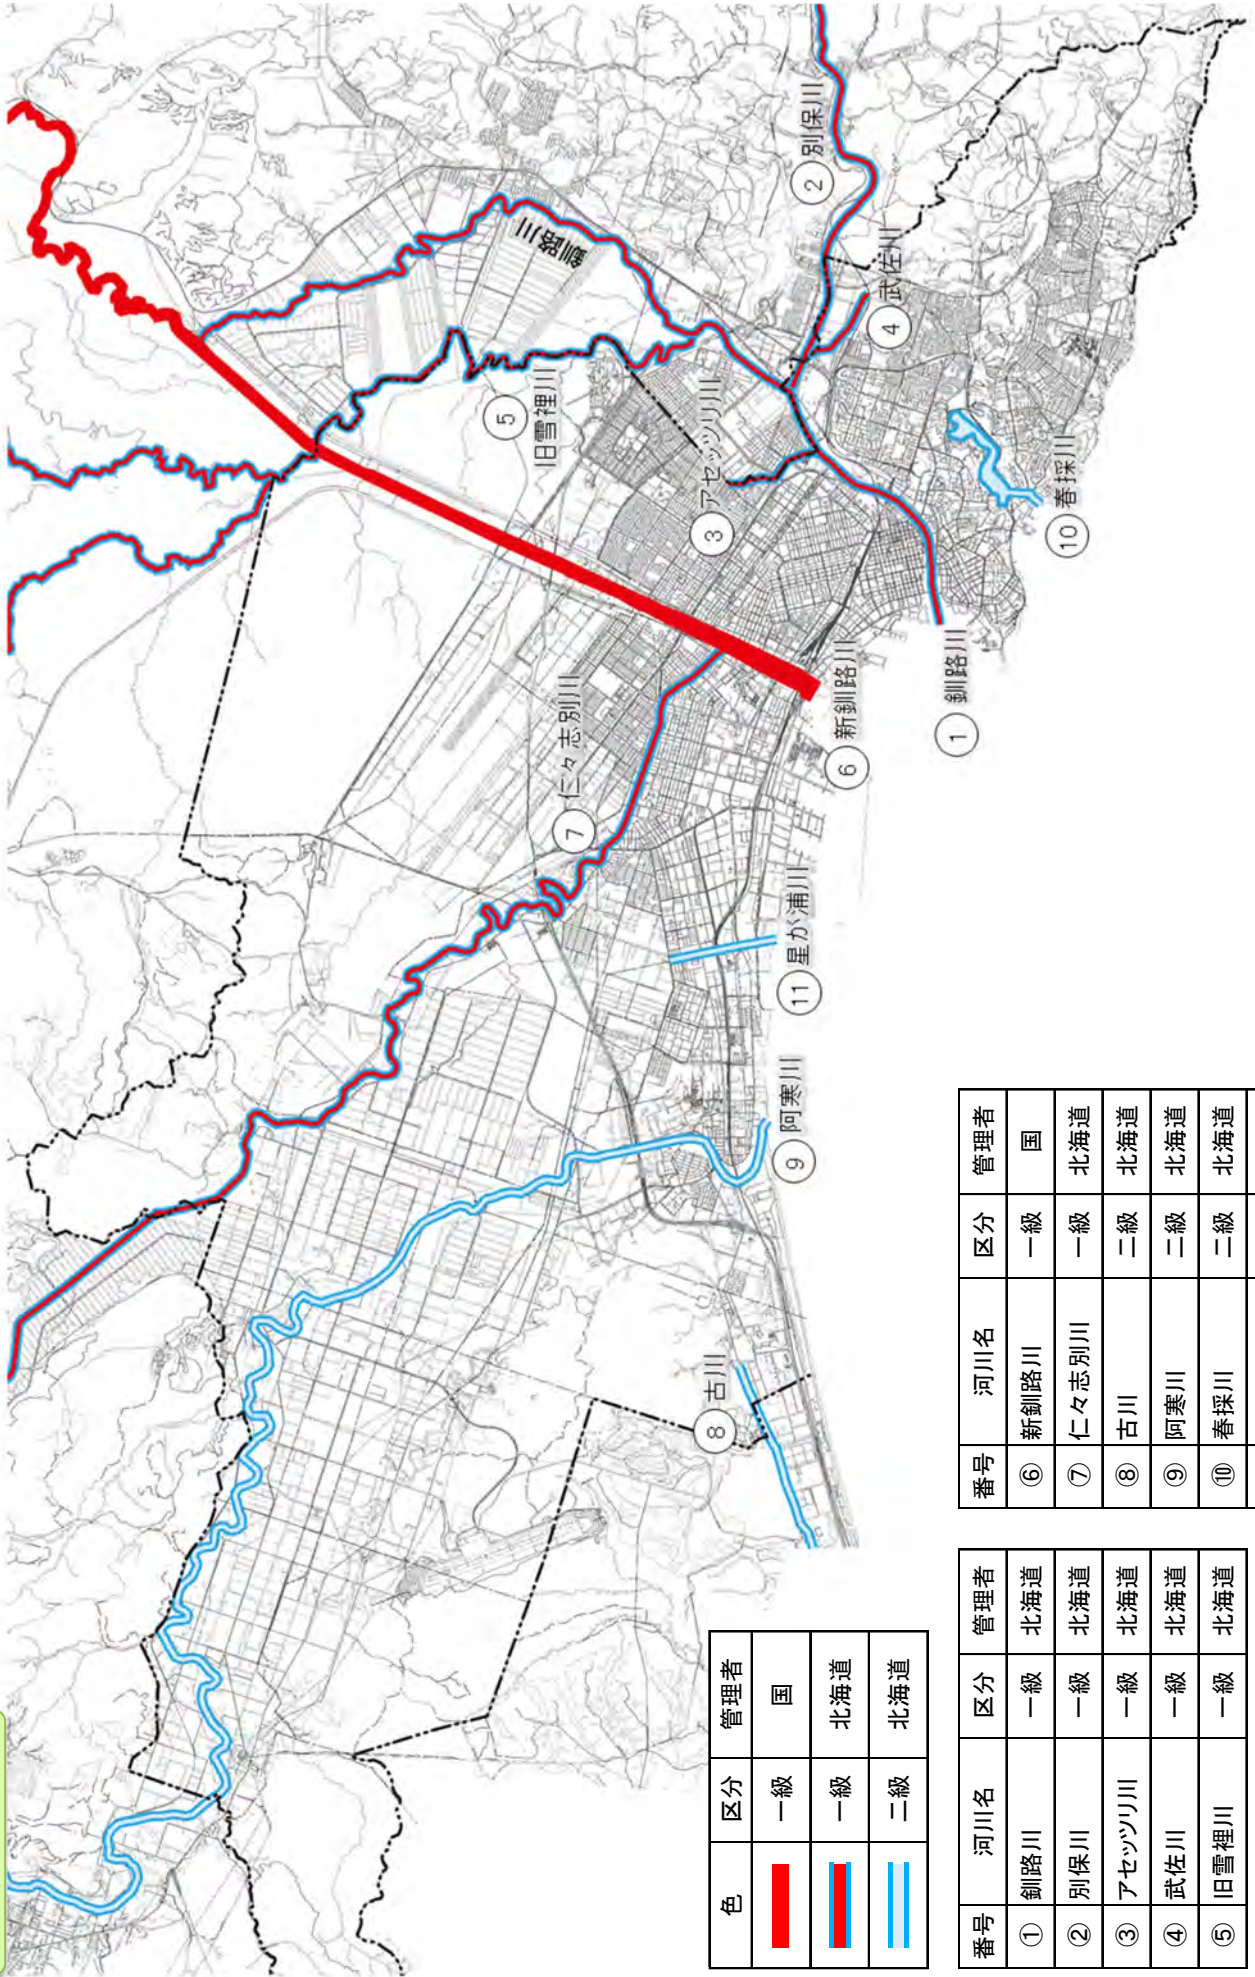 ② 別保川
釧路川
④ 武佐川
⑤ 旧雪裡川
③ アセッツリ川
⑩ 春採川
① 釧路川
⑥ 新釧路川
⑦ 仁々志別川
⑪ 星が浦川
⑨ 阿寒川
⑧ 古川
色 区分 管理者
一級 国
一級 北海道
二級 北海道
番号 河川名 区分 管理者
① 釧路川 一級 北海道
② 別保川 一級 北海道
③ アセッツリ川 一級 北海道
④ 武佐川 一級 北海道
⑤ 旧雪裡川 一級 北海道
番号 河川名 区分 管理者
⑥ 新釧路川 一級 国
⑦ 仁々志別川 一級 北海道
⑧ 古川 二級 北海道
⑨ 阿寒川 二級 北海道
⑩ 春採川 二級 北海道